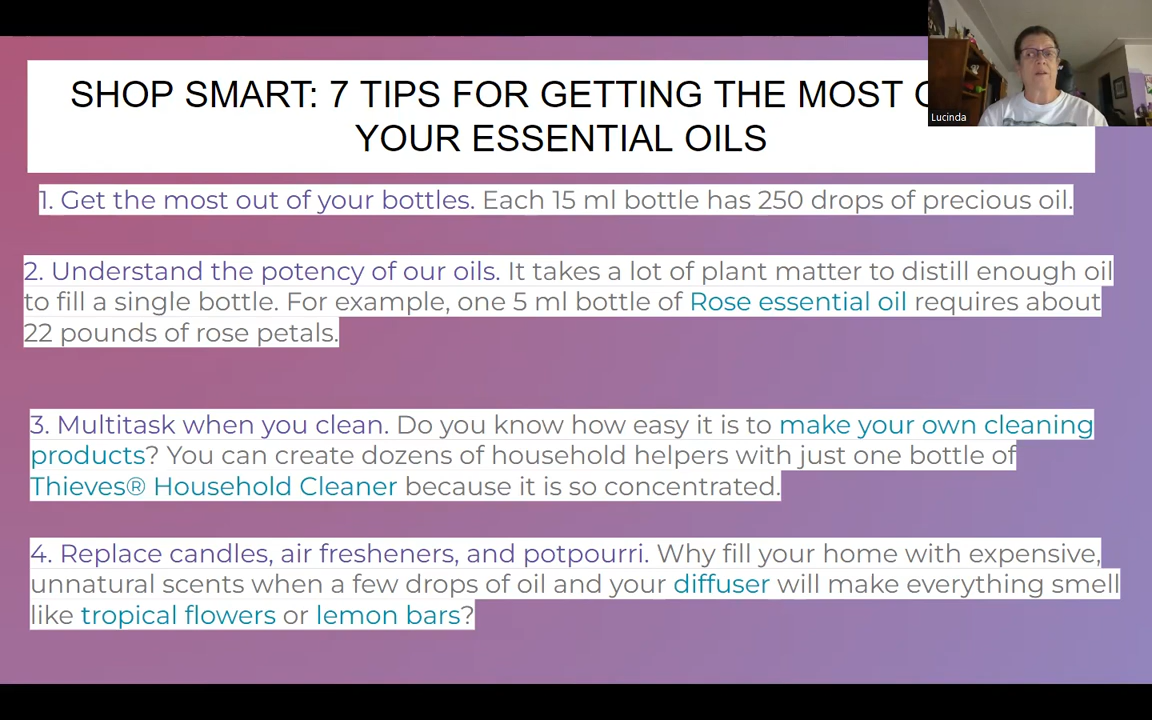 SHOP SMART: 7 TIPS FOR GETTING THE MOST
YOUR ESSENTIAL OILS
Lucinda
1. Get the most out of your bottles. Each 15 ml bottle has 250 drops of precious oil.
2. Understand the potency of our oils. It takes a lot of plant matter to distill enough oil
to fill a single bottle. For example, one 5 ml bottle of Rose essential oil requires about
22 pounds of rose petals.
3. Multitask when you clean. Do you know how easy it is to make your own cleaning
products? You can create dozens of household helpers with just one bottle of
Thieves® Household Cleaner because it is so concentrated.
4. Replace candles, air fresheners, and potpourri. Why fill your home with expensive,
unnatural scents when a few drops of oil and your diffuser will make everything smell
like tropical flowers or lemon bars?